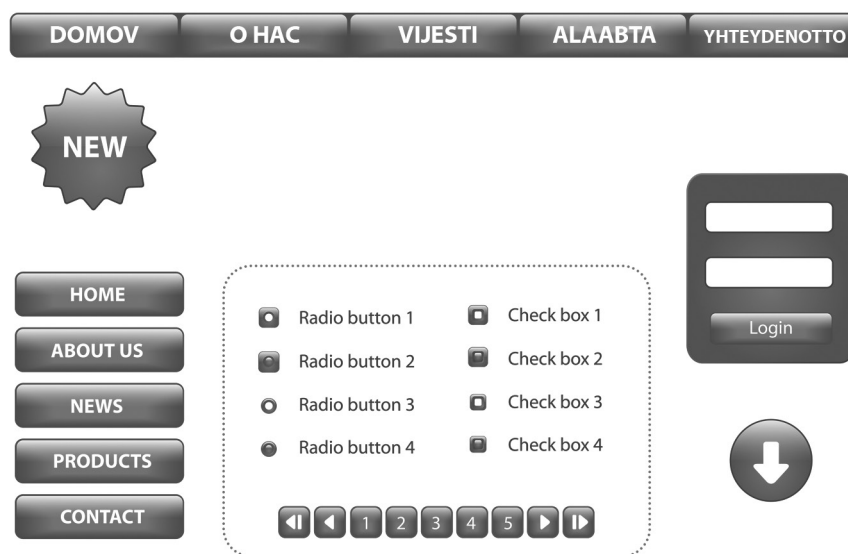 DOMOV
O HAC
VIJESTI
ALAABTA
YHTEYDENOTTO
NEW
HOME
ABOUT US
NEWS
PRODUCTS
CONTACT
Radio button 1
Check box 1
Radio button 2
Check box 2
Radio button 3
Check box 3
Radio button 4
Check box 4
1 2 3 4 5
Login